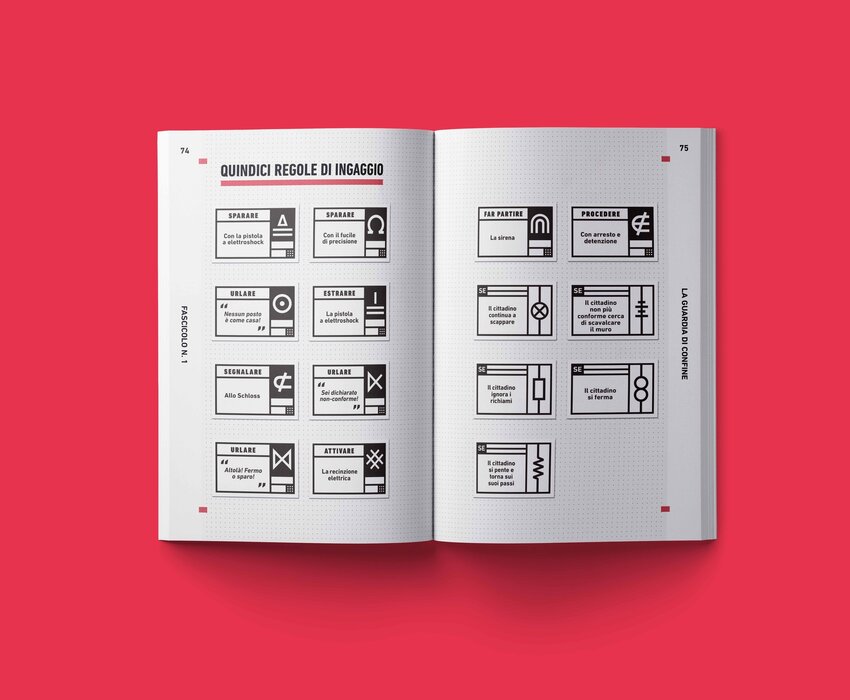 74
QUINDICI REGOLE DI INGAGGIO
SPARARE
Con la pistola
a elettroshock
SPARARE
Con il fucile
di precisione
URLARE
“
Nessun posto
è come casa!
”
ESTRARRE
La pistola
a elettroshock
SEGNALARE
Allo Schloss
URLARE
“
Sei dichiarato
non-conforme!
”
URLARE
“
Altolà! Fermo
o sparo!
”
ATTIVARE
La recinzione
elettrica
FASCICOLO N. 1
75
FAR PARTIRE
La sirena
PROCEDERE
Con arresto e
detenzione
SE
Il cittadino
continua a
scappare
SE
Il cittadino
non più
conforme cerca
di scavalcare
il muro
SE
Il cittadino
ignora i
richiami
SE
Il cittadino
si ferma
SE
Il cittadino
si pente e
torna sui
suoi passi
LA GUARDIA DI CONFINE